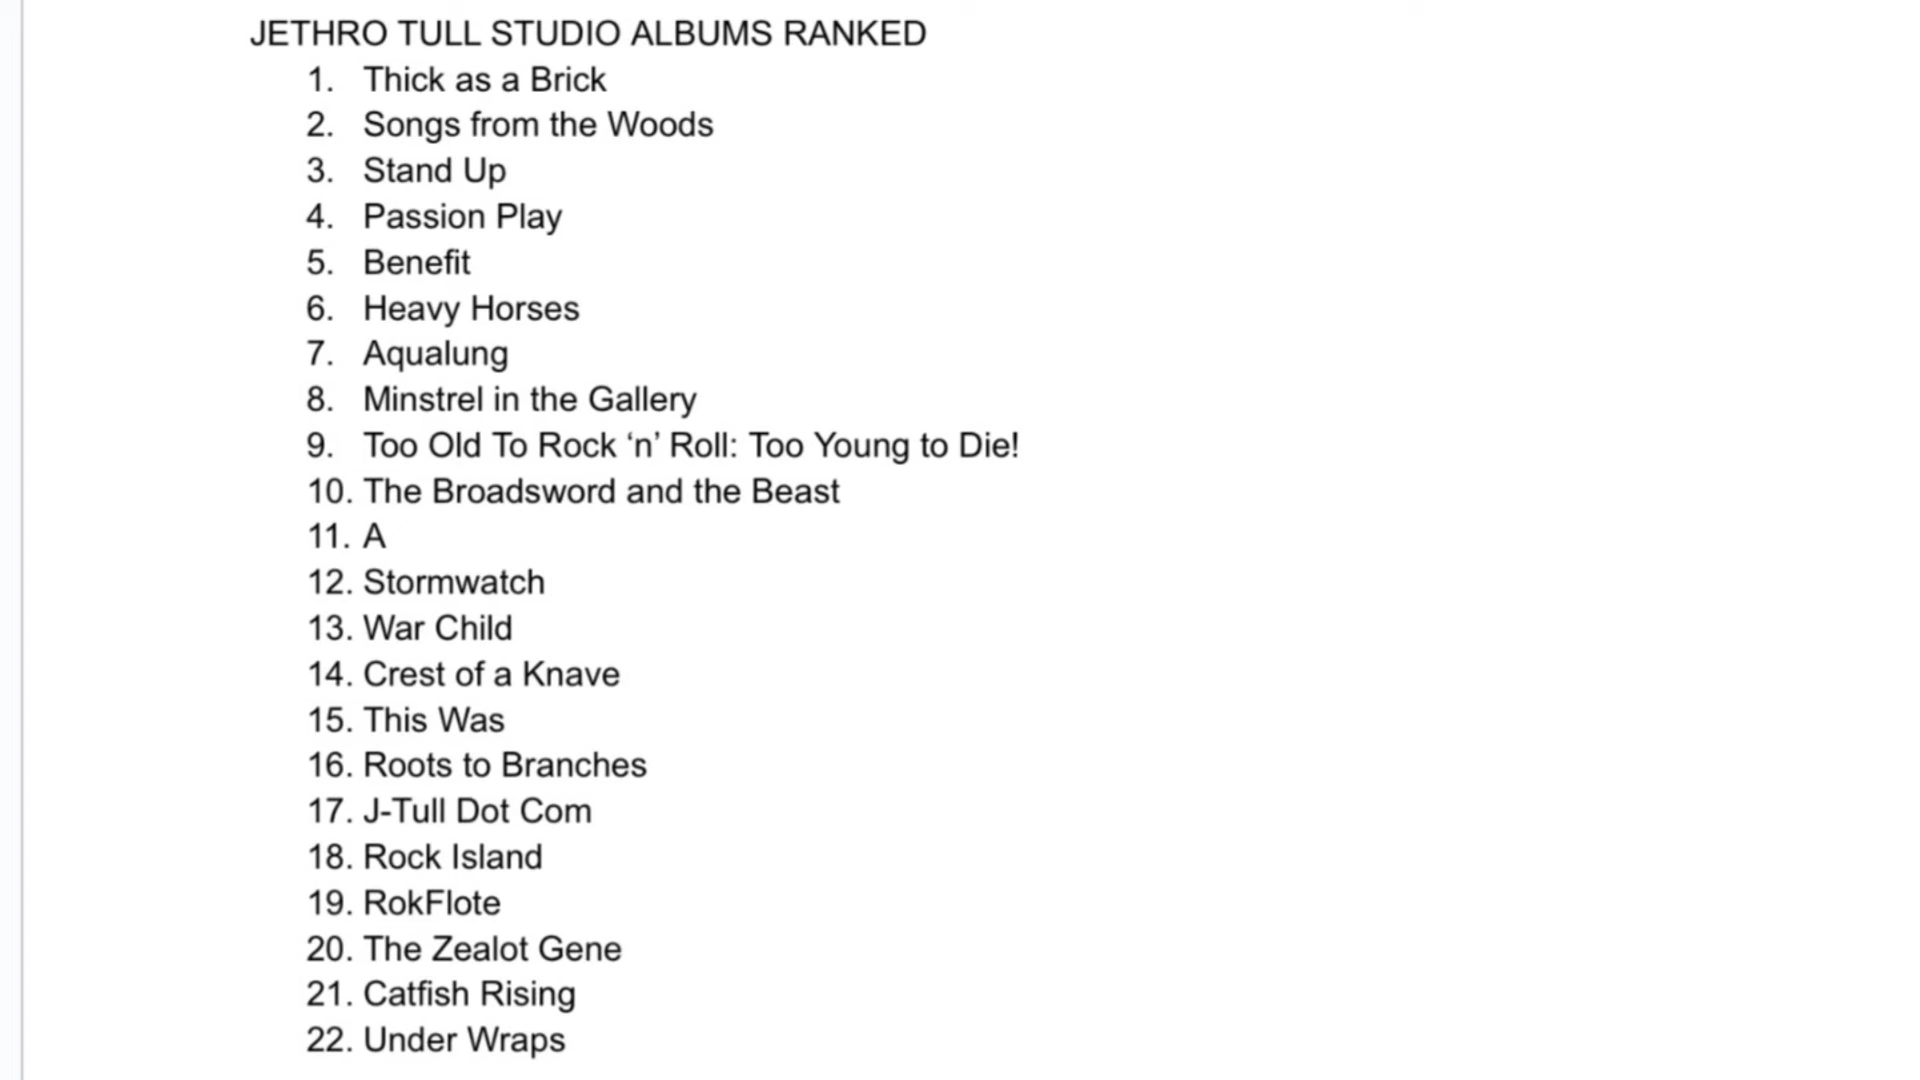 JETHRO TULL STUDIO ALBUMS RANKED
1. Thick as a Brick
2. Songs from the Woods
3. Stand Up
4. Passion Play
5. Benefit
6. Heavy Horses
7. Aqualung
8. Minstrel in the Gallery
9. Too Old To Rock ‘n’ Roll: Too Young to Die!
10. The Broadsword and the Beast
11. A
12. Stormwatch
13. War Child
14. Crest of a Knave
15. This Was
16. Roots to Branches
17. J-Tull Dot Com
18. Rock Island
19. RokFlote
20. The Zealot Gene
21. Catfish Rising
22. Under Wraps